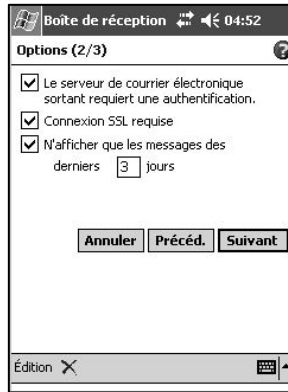 Boîte de réception 04:52
Options (2/3)
?
Le serveur de courrier électronique
sortant requiert une authentification.
Connexion SSL requise
N'afficher que les messages des
derniers 3 jours
Annuler Précéd. Suivant
Édition